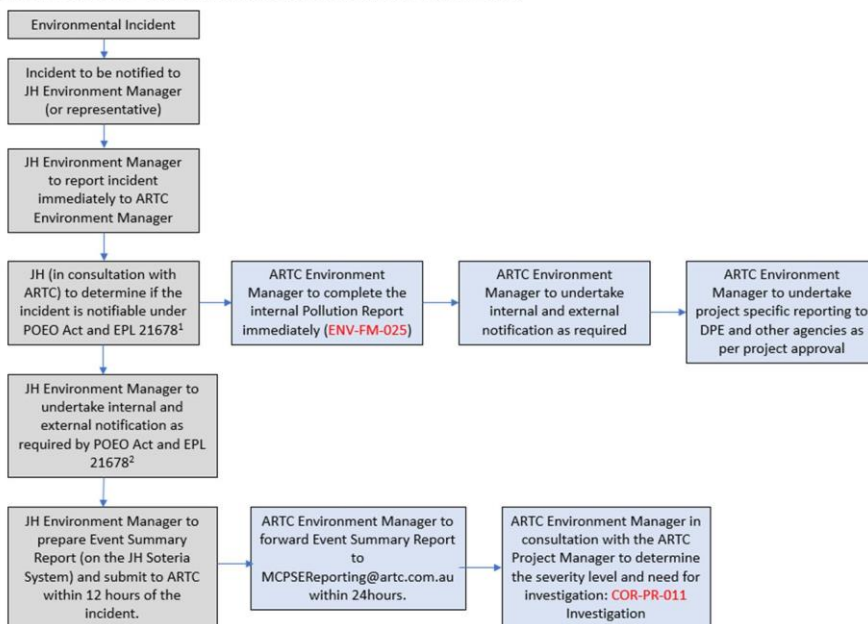 Environmental Incident
Incident to be notified to
JH Environment Manager
(or representative)
JH Environment Manager
to report incident
immediately to ARTC
Environment Manager
JH (in consultation with
ARTC) to determine if the
incident is notifiable under
POEO Act and EPL 21678¹
ARTC Environment
Manager to complete the
internal Pollution Report
immediately (ENV-FM-025)
ARTC Environment
Manager to undertake
internal and external
notification as required
ARTC Environment
Manager to undertake
project specific reporting to
DPE and other agencies as
per project approval
JH Environment Manager to
undertake internal and
external notification as
required by POEO Act and EPL
21678²
JH Environment Manager to
prepare Event Summary
Report (on the JH Soteria
System) and submit to ARTC
within 12 hours of the
incident.
ARTC Environment Manager to
forward Event Summary Report
to
MCPSEReporting@artc.com.au
within 24hours.
ARTC Environment Manager in
consultation with the ARTC
Project Manager to determine
the severity level and need for
investigation: COR-PR-011
Investigation